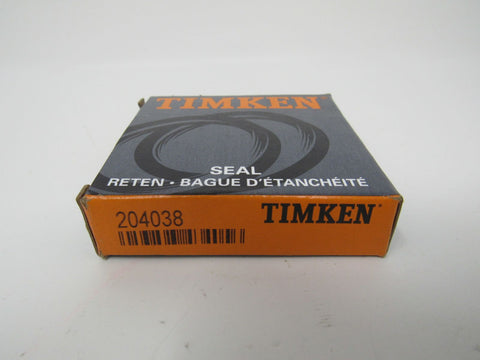 TIMKEN
SEAL
RETEN · BAGUE D'ÉTANCHÉITÉ
204038
TIMKEN